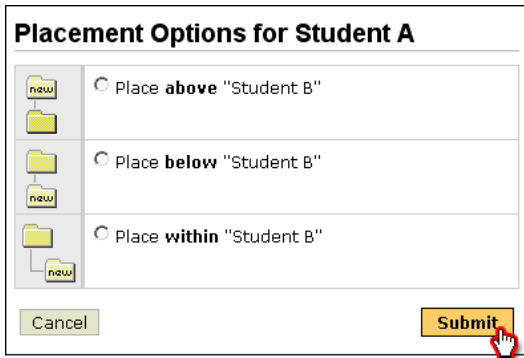 Placement Options for Student A
new
Place above "Student B"
Place below "Student B"
new
Place within "Student B"
new
Cancel
Submit